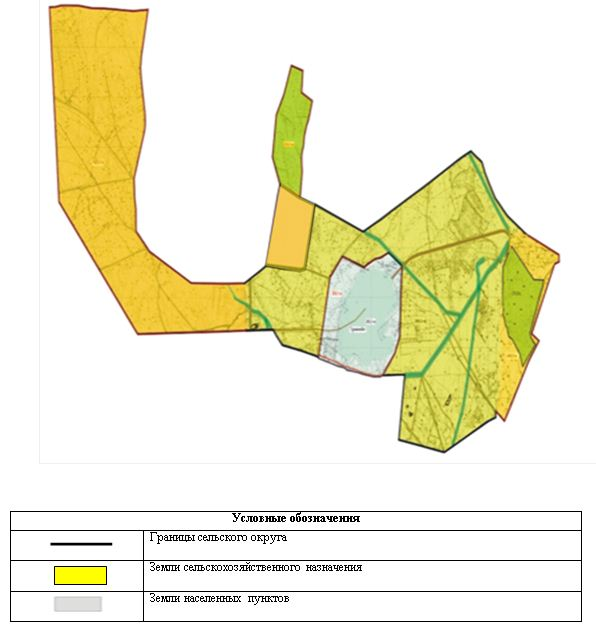 Условные обозначения
Границы сельского округа
Земли сельскохозяйственного назначения
Земли населенных пунктов